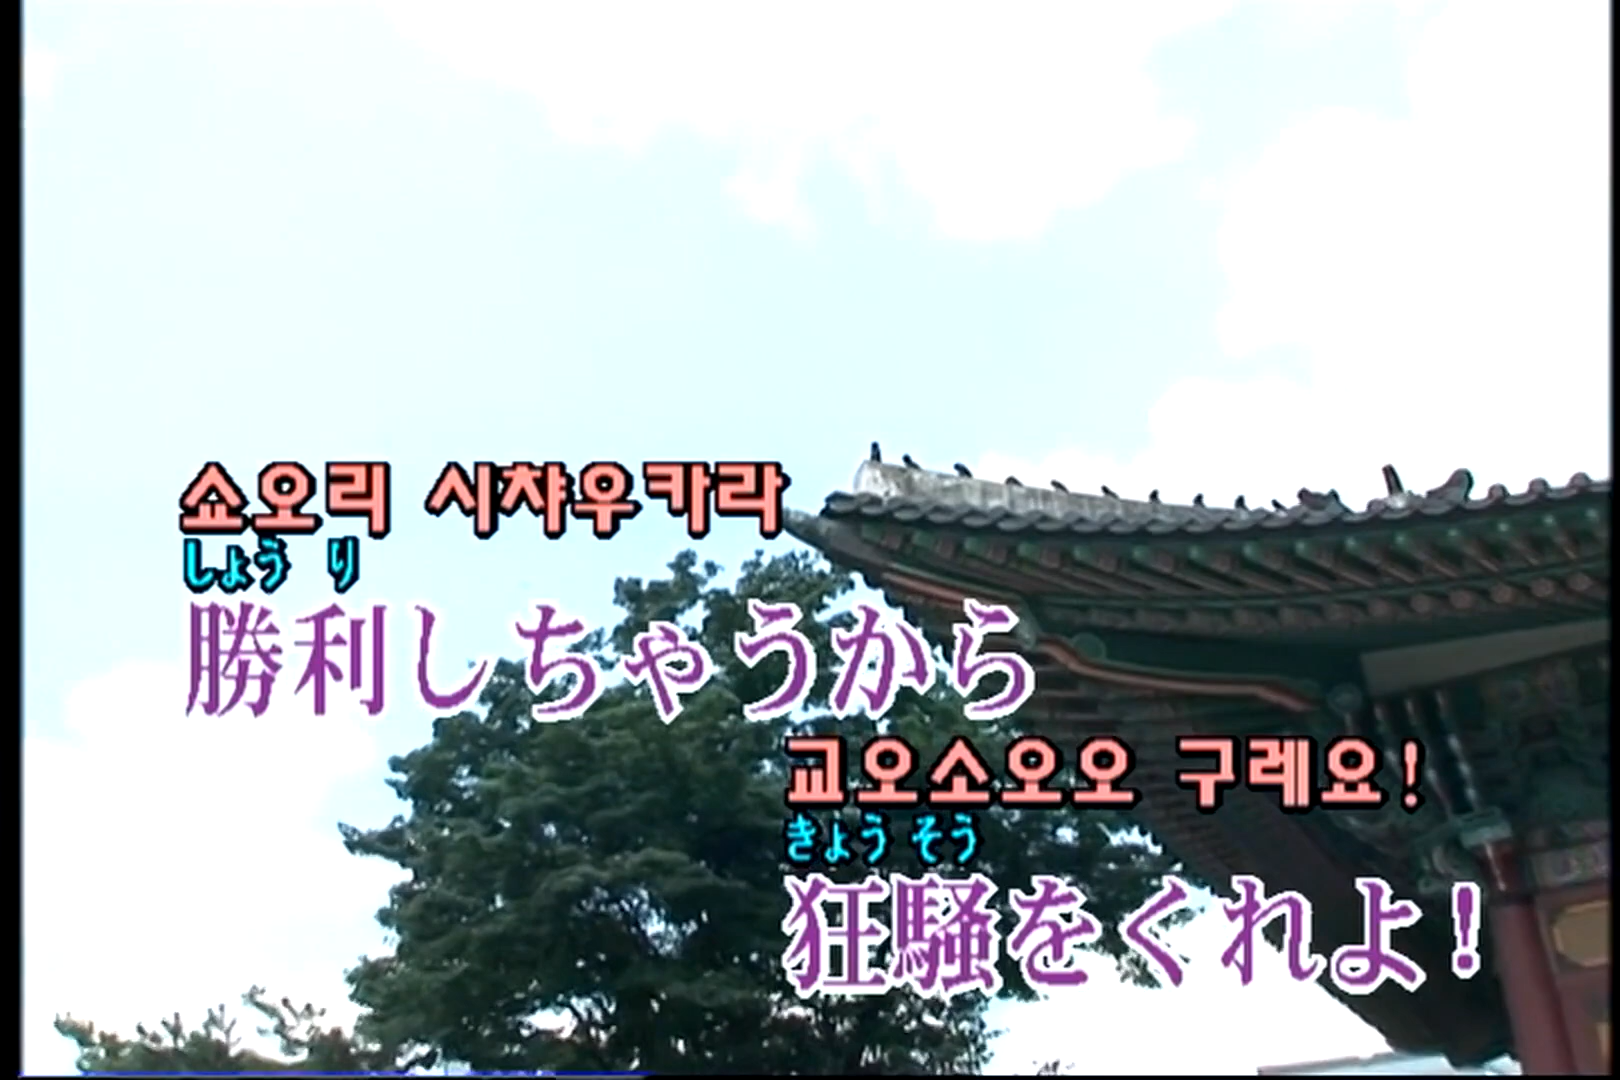 쇼오리 시챠우카라
しょう り
勝利しちゃうから
교오소오오 구레요!
きょう そう
狂騒をくれよ!